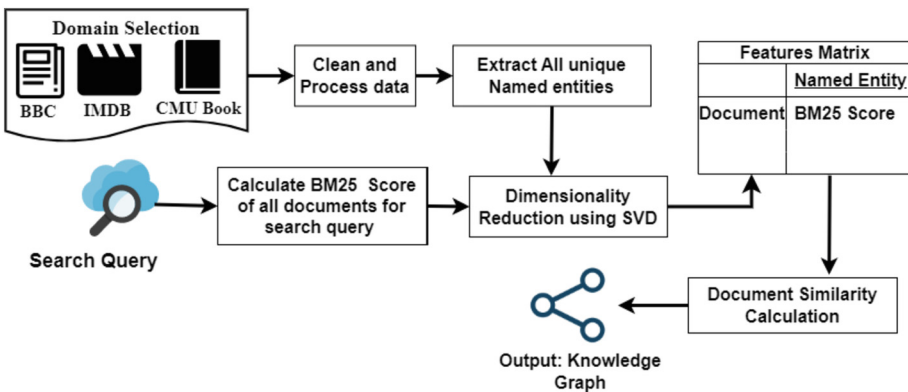 Domain Selection
BBC
IMDB
CMU Book
Clean and
Process data
Extract All unique
Named entities
Features Matrix
Named Entity
Document
BM25 Score
Search Query
Calculate BM25 Score
of all documents for
search query
Dimensionality
Reduction using SVD
Document Similarity
Calculation
Output: Knowledge
Graph